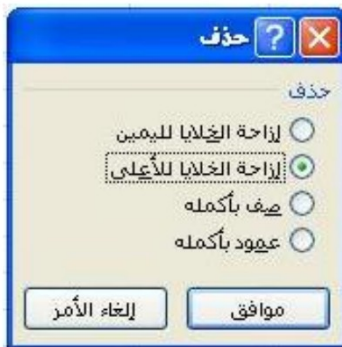 حذف
حذف
إزاحة الخلايا لليمين
إزاحة الخلايا للأعلى
صف بأكمله
عمود بأكمله
موافق
إلغاء الأمر